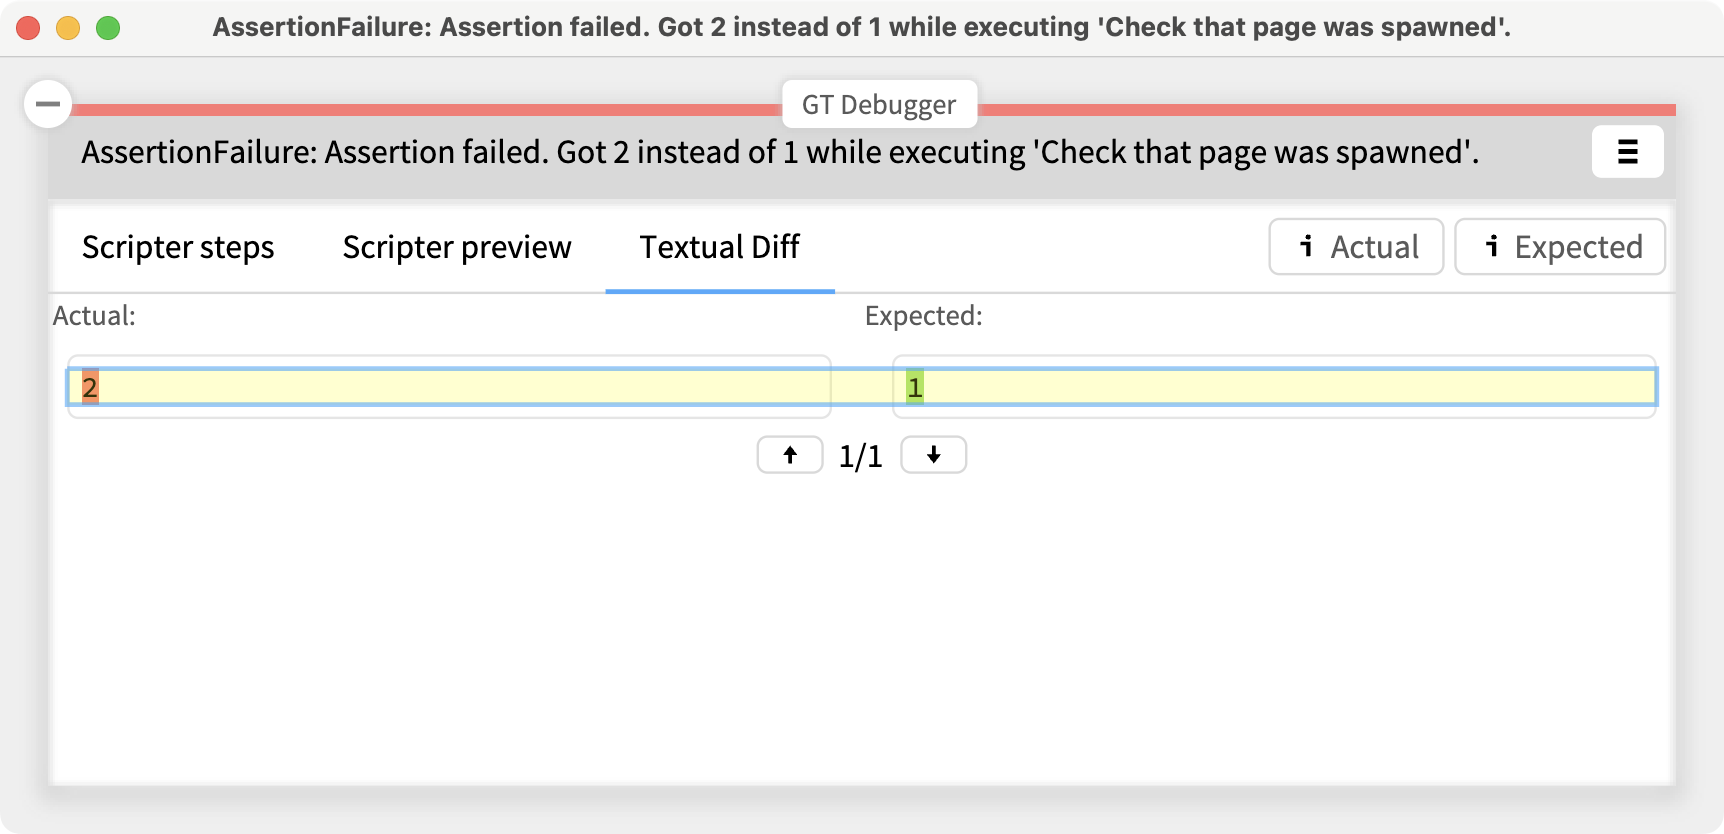 AssertionFailure: Assertion failed. Got 2 instead of 1 while executing 'Check that page was spawned'.
GT Debugger
AssertionFailure: Assertion failed. Got 2 instead of 1 while executing 'Check that page was spawned'.
Scripter steps Scripter preview Textual Diff Actual Expected
Actual: Expected:
2 1
1/1